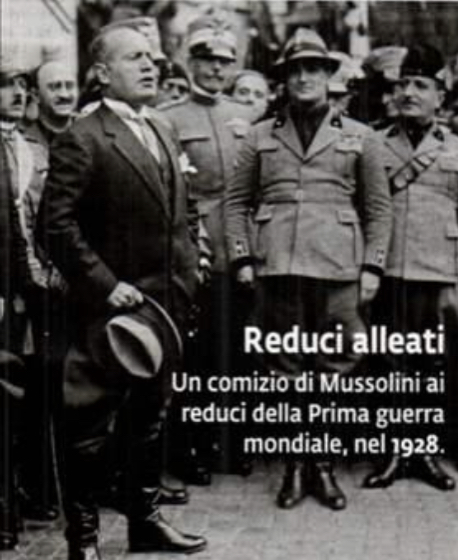 Reduci alleati
Un comizio di Mussolini ai
reduci della Prima guerra
mondiale, nel 1928.